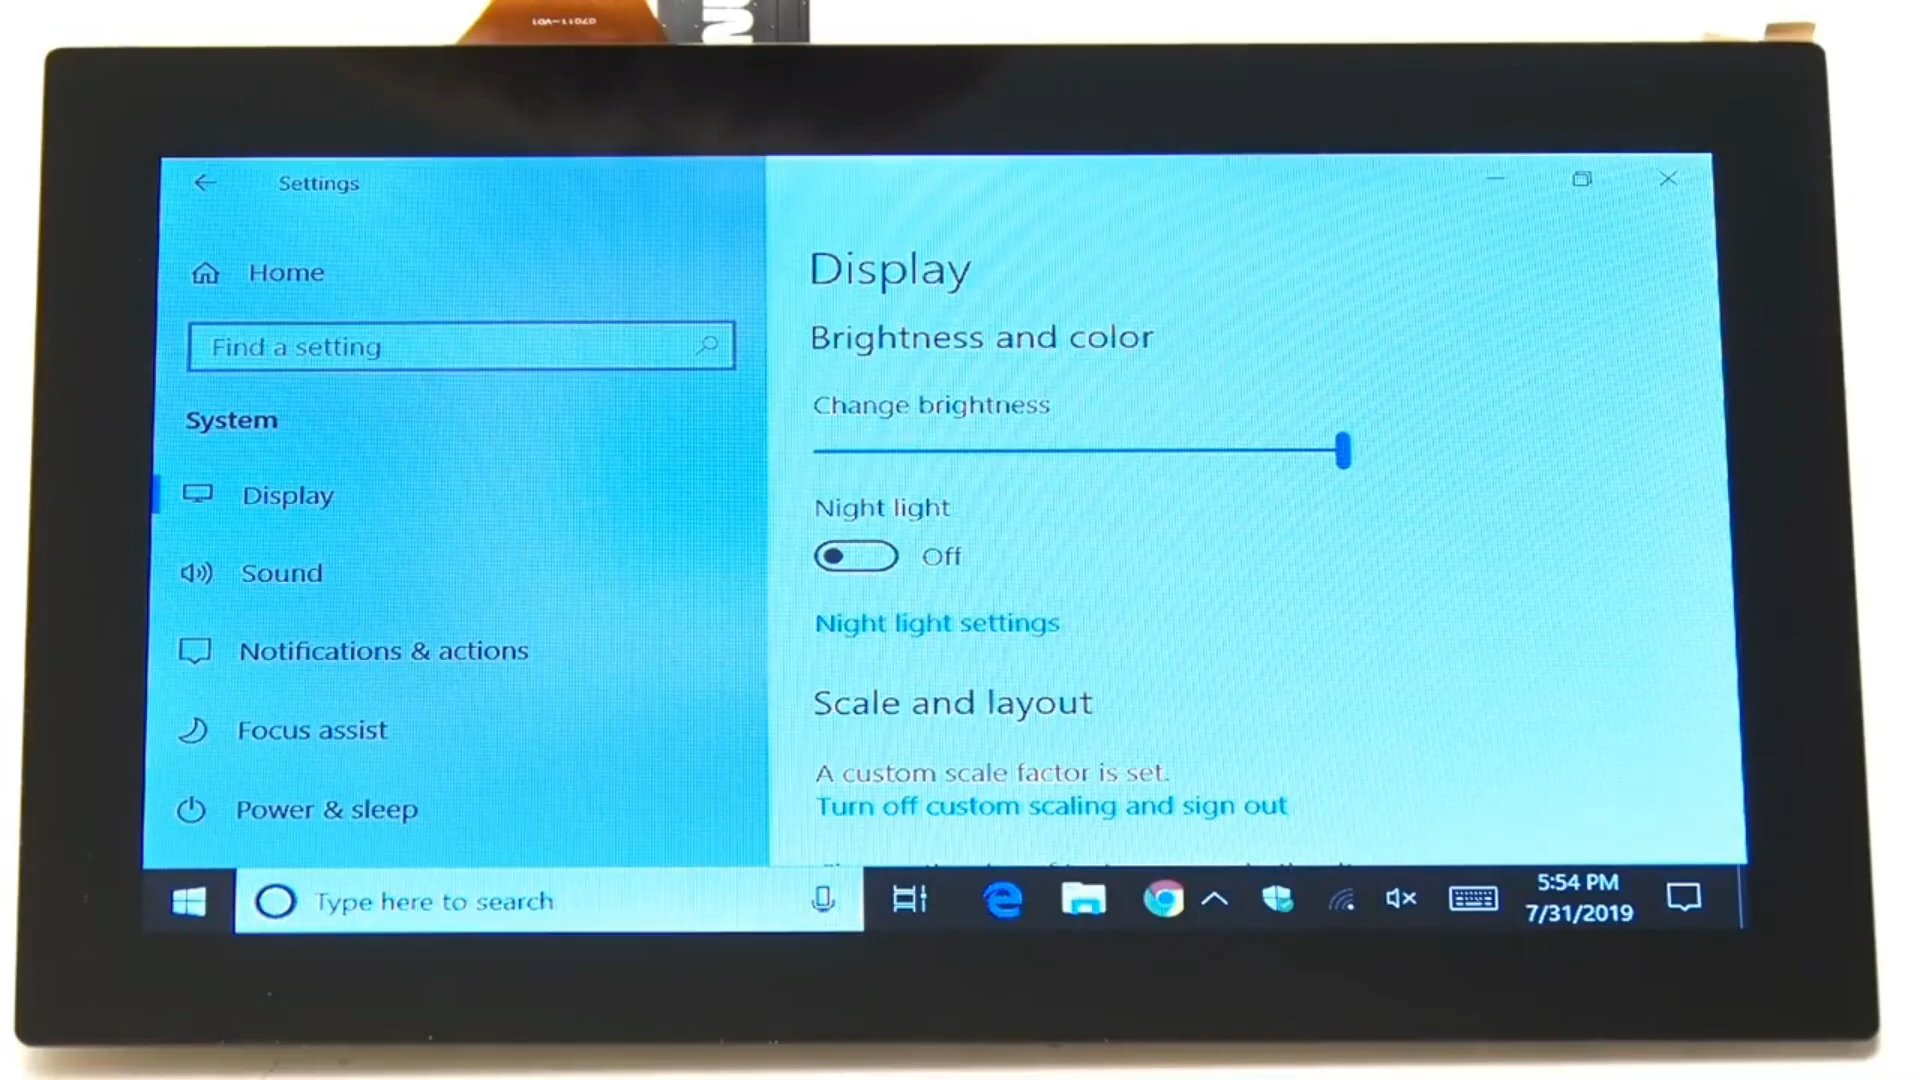 Settings
Home
Find a setting
System
Display
Sound
Notifications & actions
Focus assist
Power & sleep
Display
Brightness and color
Change brightness
Night light
Off
Night light settings
Scale and layout
A custom scale factor is set.
Turn off custom scaling and sign out
Type here to search
5:54 PM
7/31/2019